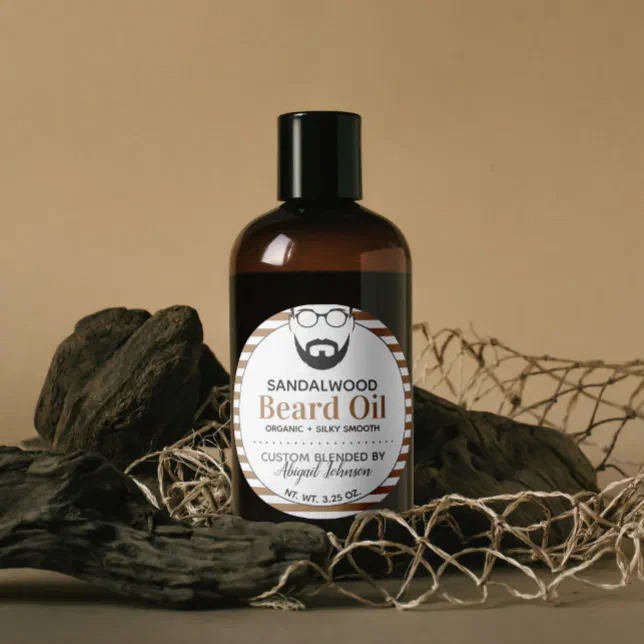 SANDALWOOD
Beard Oil
ORGANIC + SILKY SMOOTH
CUSTOM BLENDED BY
Abigail Johnson
NT. WT. 3.25 OZ.